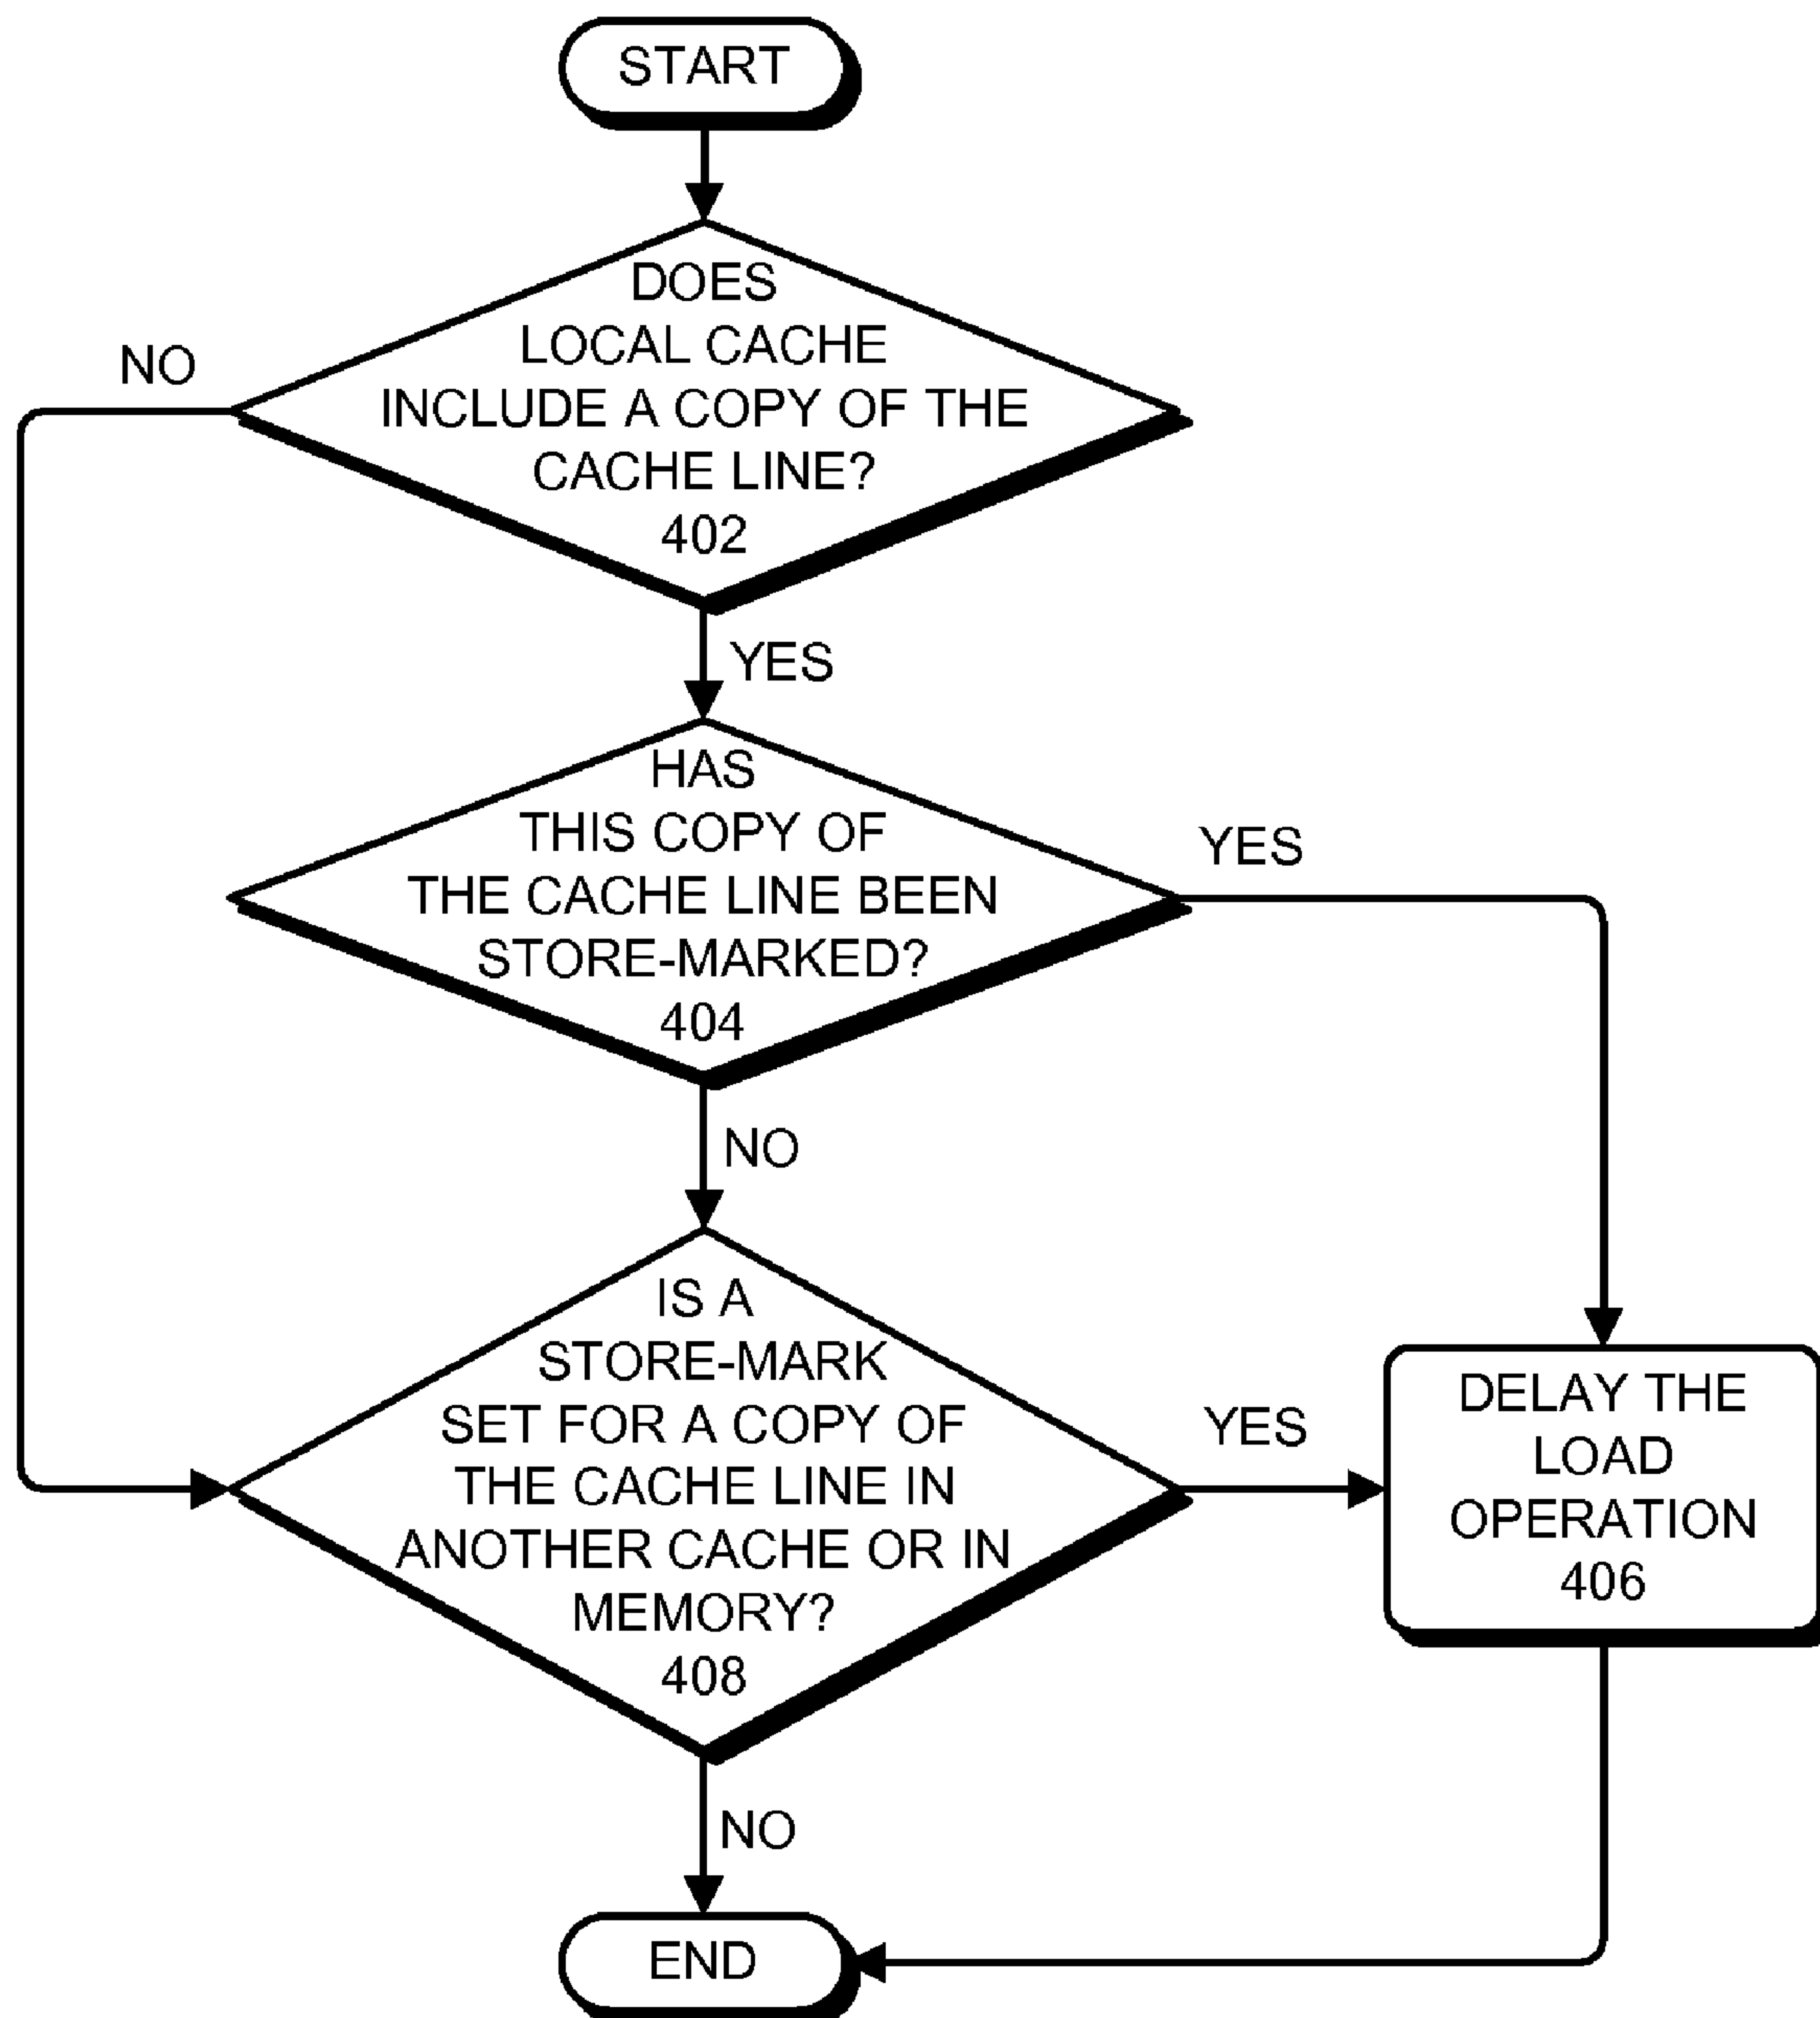 START
DOES
LOCAL CACHE
INCLUDE A COPY OF THE
CACHE LINE?
402
NO
YES
HAS
THIS COPY OF
THE CACHE LINE BEEN
STORE-MARKED?
404
YES
NO
IS A
STORE-MARK
SET FOR A COPY OF
THE CACHE LINE IN
ANOTHER CACHE OR IN
MEMORY?
408
YES
DELAY THE
LOAD
OPERATION
406
NO
END